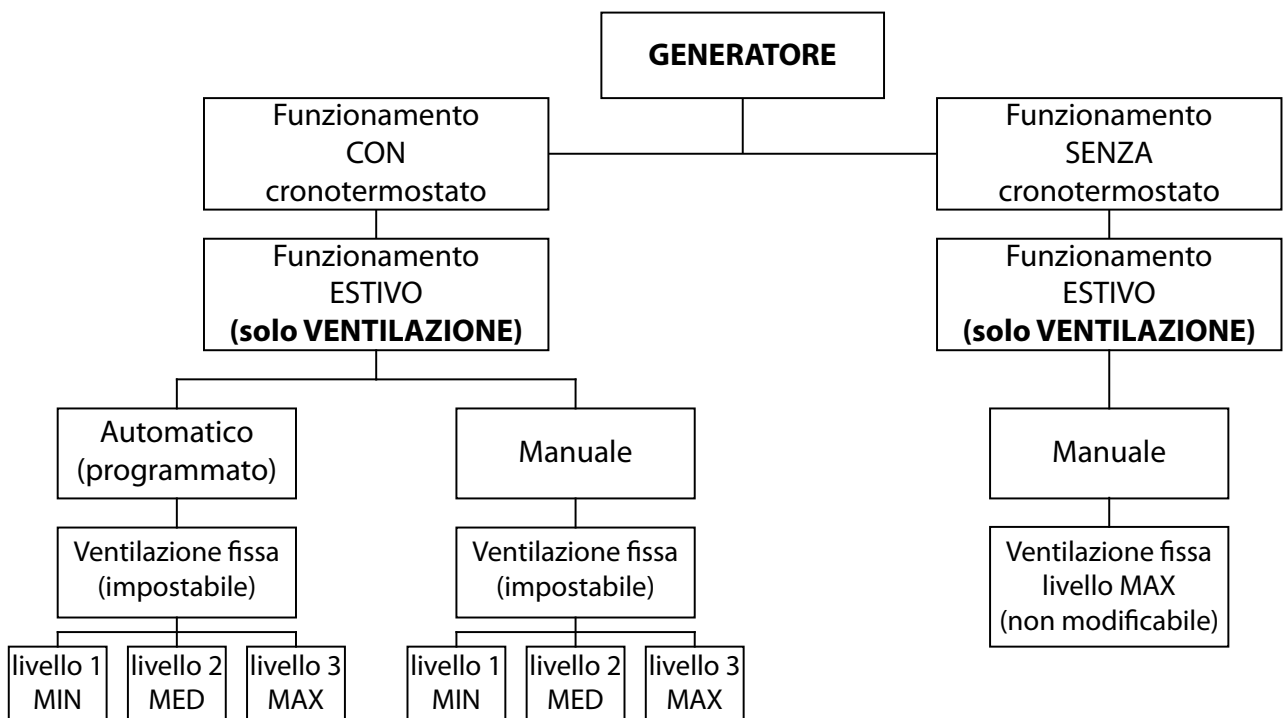 GENERATORE
Funzionamento
CON
cronotermostato
Funzionamento
SENZA
cronotermostato
Funzionamento
ESTIVO
(solo VENTILAZIONE)
Funzionamento
ESTIVO
(solo VENTILAZIONE)
Automatico
(programmato)
Manuale
Manuale
Ventilazione fissa
(impostabile)
Ventilazione fissa
(impostabile)
Ventilazione fissa
livello MAX
(non modificabile)
livello 1
MIN
livello 2
MED
livello 3
MAX
livello 1
MIN
livello 2
MED
livello 3
MAX